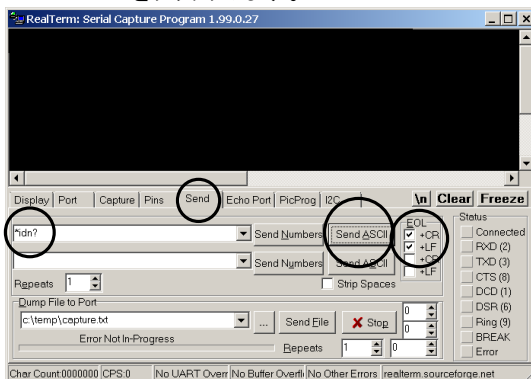 RealTerm: Serial Capture Program 1.99.0.27
Display Port Capture Pins Send Echo Port PicProg I2C \n Clear Freeze
*idn? Send Numbers Send ASCII
EOL
+CR
+LF
Send Numbers Send ASCII
+CR
+LF
Repeats 1 Strip Spaces
Dump File to Port
c:\temp\capture.txt ... Send File Stop 0
0
Error Not In-Progress
Repeats 1 0
Status
Connected
RXD (2)
TXD (3)
CTS (8)
DCD (1)
DSR (6)
Ring (9)
BREAK
Error
Char Count:0000000 CPS:0 No UART Overr No Buffer Overfl No Other Errors realterm.sourceforge.net